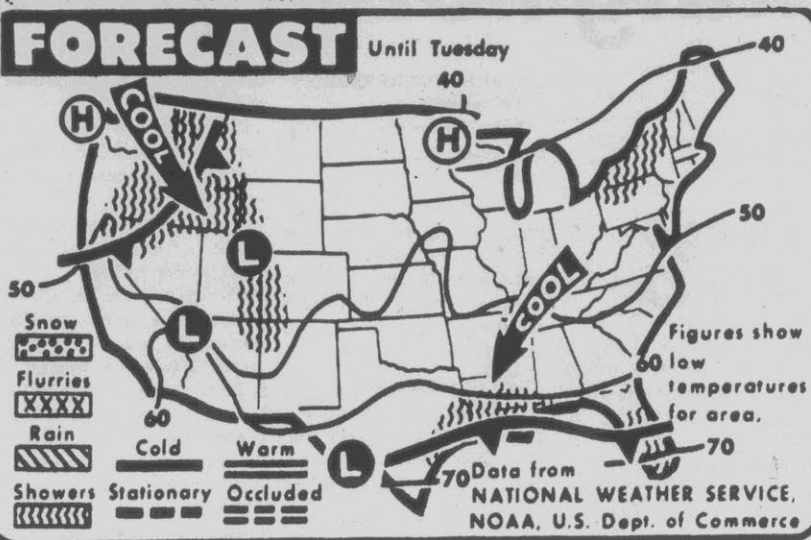 FORECAST
Until Tuesday
40
40
H
COOL
H
50
L
COOL
50
L
Snow
Flurries
Rain
Showers
60
Cold
Warm
Stationary
Occluded
L
Figures show
60 low
temperatures
for area.
70
70
Data from
NATIONAL WEATHER SERVICE,
NOAA, U.S. Dept. of Commerce